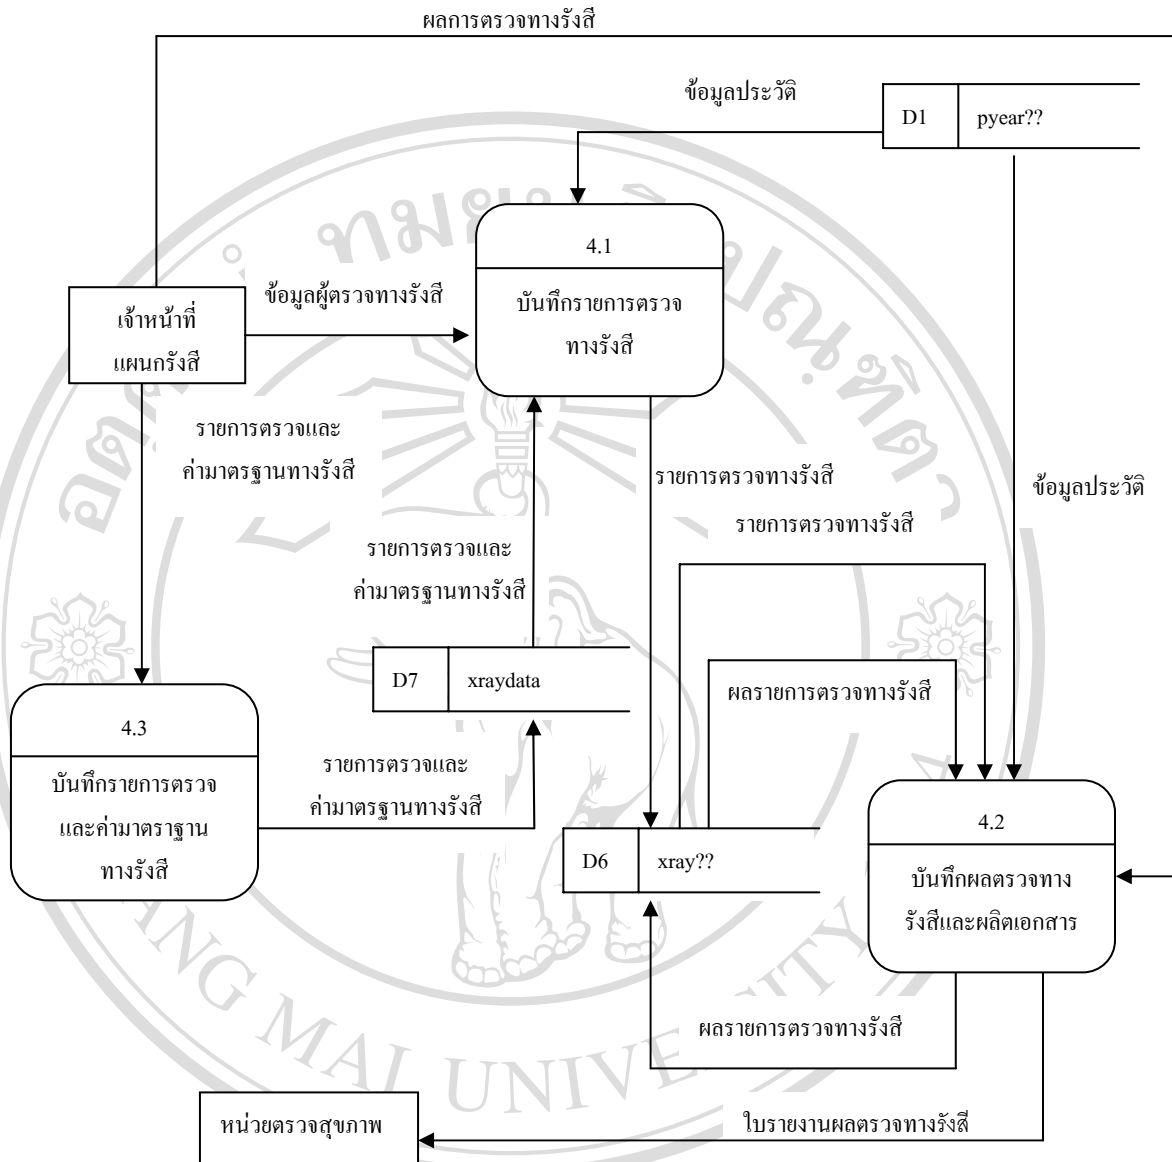 ผลการตรวจทางรังสี
ข้อมูลประวัติ
D1 pyear??
4.1
บันทึกรายการตรวจ
ทางรังสี
ข้อมูลผู้ตรวจทางรังสี
เจ้าหน้าที่
แผนกรังสี
รายการตรวจและ
ค่ามาตรฐานทางรังสี
รายการตรวจทางรังสี
ข้อมูลประวัติ
รายการตรวจทางรังสี
รายการตรวจและ
ค่ามาตรฐานทางรังสี
D7 xraydata
ผลรายการตรวจทางรังสี
4.3
บันทึกรายการตรวจ
และค่ามาตราฐาน
ทางรังสี
รายการตรวจและ
ค่ามาตรฐานทางรังสี
4.2
บันทึกผลตรวจทาง
รังสีและผลิตเอกสาร
D6 xray??
ผลรายการตรวจทางรังสี
หน่วยตรวจสุขภาพ
ใบรายงานผลตรวจทางรังสี